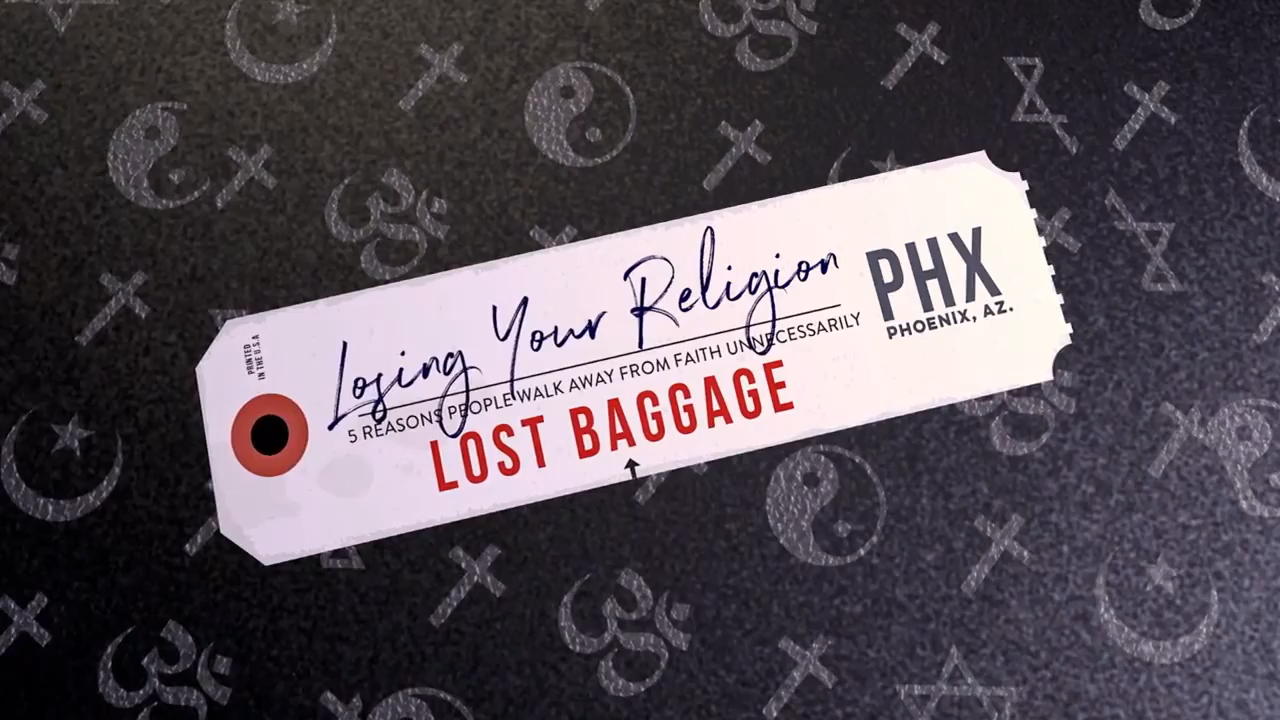 PRINTED
IN THE U.S.A
Losing Your Religion
5 REASONS PEOPLE WALK AWAY FROM FAITH UNNECESSARILY
LOST BAGGAGE
PHX
PHOENIX, AZ.